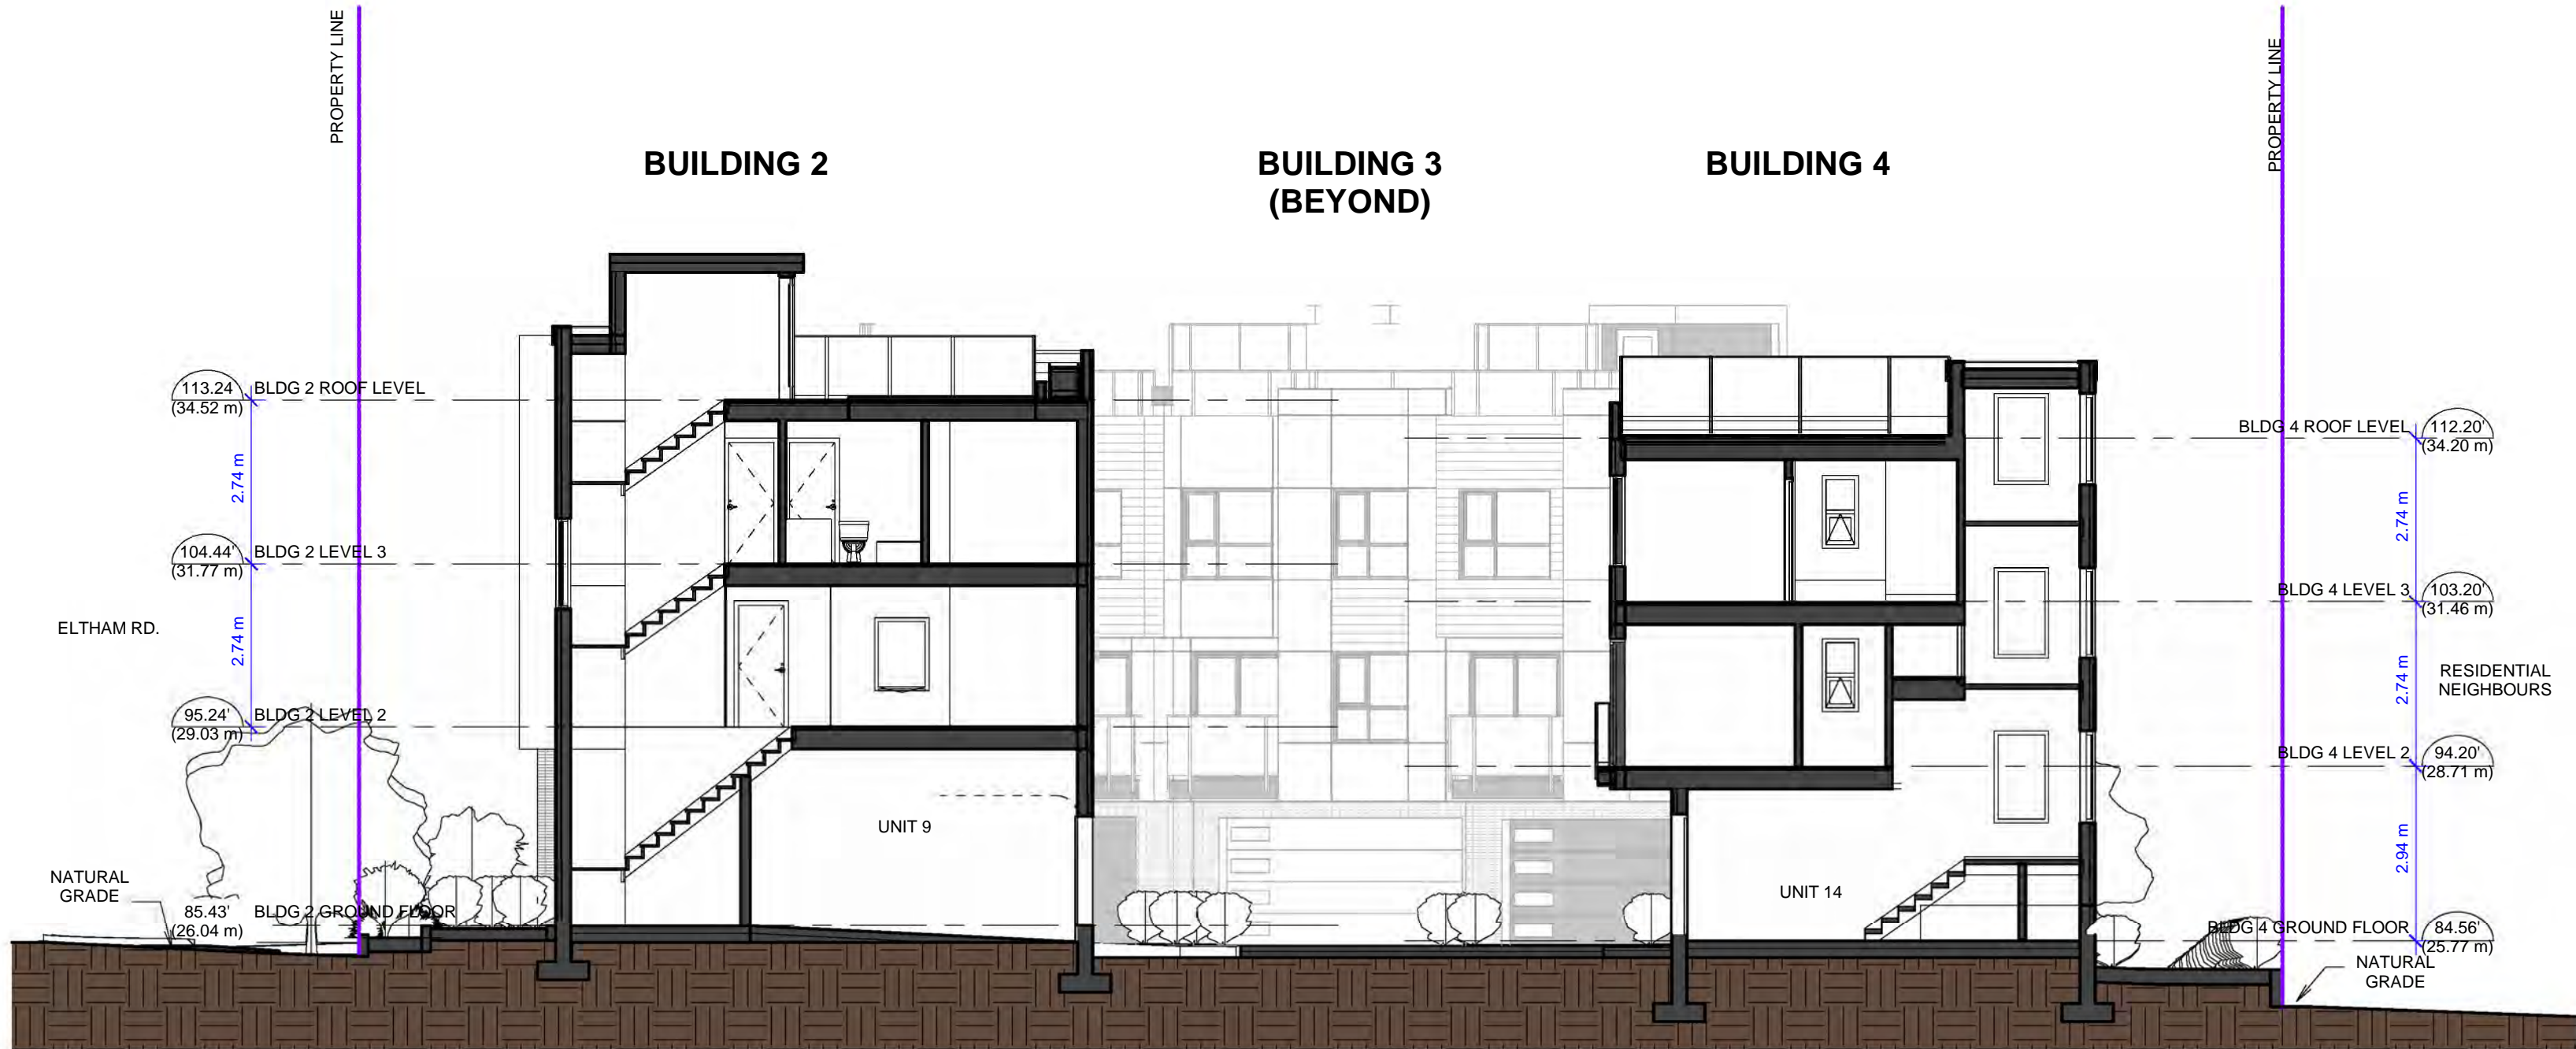 PROPERTY LINE
PROPERTY LINE
BUILDING 2
BUILDING 3
(BEYOND)
BUILDING 4
113.24
(34.52 m)
BLDG 2 ROOF LEVEL
2.74 m
104.44'
(31.77 m)
BLDG 2 LEVEL 3
2.74 m
ELTHAM RD.
95.24'
(29.03 m)
BLDG 2 LEVEL 2
NATURAL
GRADE
85.43'
(26.04 m)
BLDG 2 GROUND FLOOR
UNIT 9
UNIT 14
BLDG 4 ROOF LEVEL
112.20'
(34.20 m)
2.74 m
BLDG 4 LEVEL 3
103.20'
(31.46 m)
2.74 m
RESIDENTIAL
NEIGHBOURS
BLDG 4 LEVEL 2
94.20'
(28.71 m)
2.94 m
BLDG 4 GROUND FLOOR
84.56'
(25.77 m)
NATURAL
GRADE